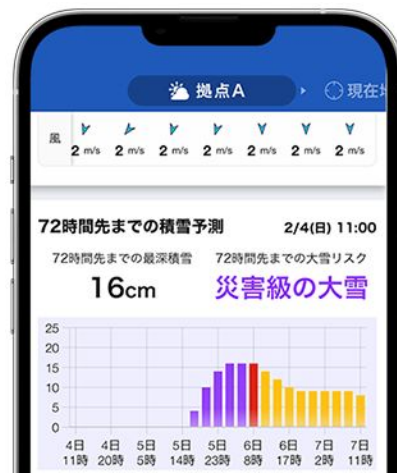 拠点A
現在地
風
2 m/s 2 m/s 2 m/s 2 m/s 2 m/s 2 m/s 2 m/s
72時間先までの積雪予測 2/4(日) 11:00
72時間先までの最深積雪 72時間先までの大雪リスク
16cm 災害級の大雪
25
20
15
10
5
0
4日 4日 5日 5日 5日 6日 6日 7日 7日
11時 20時 5時 14時 23時 8時 17時 2時 11時